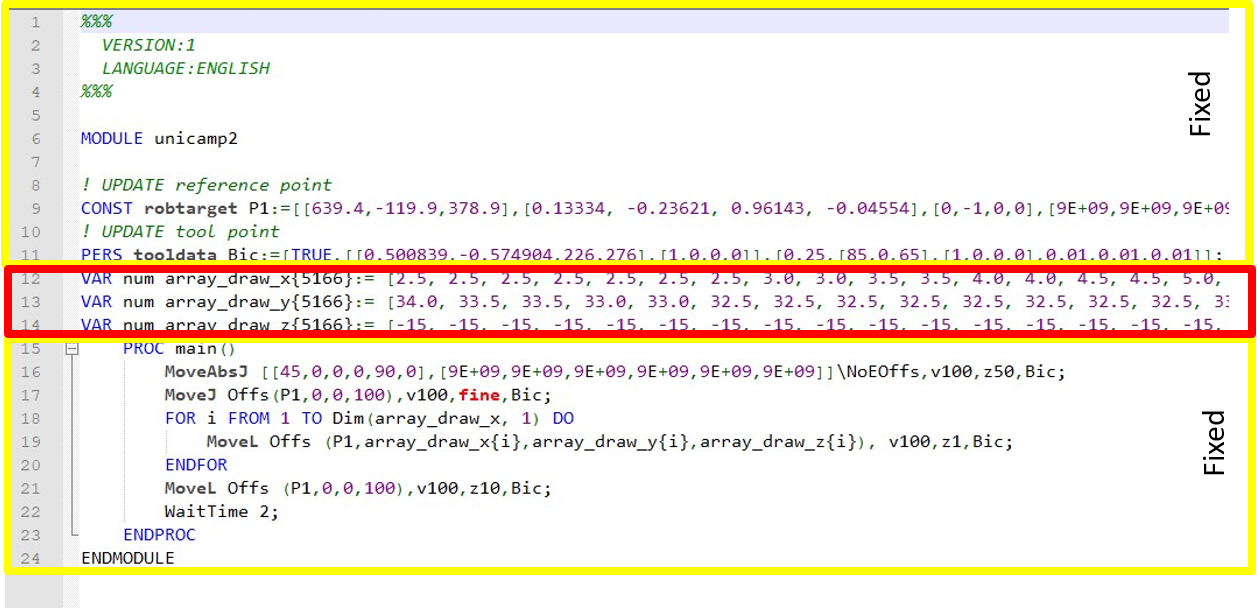 1 %%%
2 VERSION:1
3 LANGUAGE:ENGLISH
4 %%%
5
6 MODULE unicamp2
7
8 ! UPDATE reference point
9 CONST robtarget P1:=[[639.4,-119.9,378.9],[0.13334, -0.23621, 0.96143, -0.04554],[0,-1,0,0],[9E+09,9E+09,9E+09
10 ! UPDATE tool point
11 PERS tooldata Bic:=[TRUE,[[0.500839,-0.574904,226.276],[1,0,0,0]],[0.25,[85,0,65],[1,0,0,0],0.01,0.01,0.01]];
12 VAR num array_draw_x{5166}:= [2.5, 2.5, 2.5, 2.5, 2.5, 2.5, 2.5, 3.0, 3.0, 3.5, 3.5, 4.0, 4.0, 4.5, 4.5, 5.0,
13 VAR num array_draw_y{5166}:= [34.0, 33.5, 33.5, 33.0, 33.0, 32.5, 32.5, 32.5, 32.5, 32.5, 32.5, 32.5, 32.5, 33
14 VAR num array_draw_z{5166}:= [-15, -15, -15, -15, -15, -15, -15, -15, -15, -15, -15, -15, -15, -15, -15, -15,
15 PROC main()
16 MoveAbsJ [[45,0,0,0,90,0],[9E+09,9E+09,9E+09,9E+09,9E+09,9E+09]]\NoEOffs,v100,z50,Bic;
17 MoveJ Offs(P1,0,0,100),v100,fine,Bic;
18 FOR i FROM 1 TO Dim(array_draw_x, 1) DO
19 MoveL Offs (P1,array_draw_x{i},array_draw_y{i},array_draw_z{i}), v100,z1,Bic;
20 ENDFOR
21 MoveL Offs (P1,0,0,100),v100,z10,Bic;
22 WaitTime 2;
23 ENDPROC
24 ENDMODULE
Fixed
Fixed